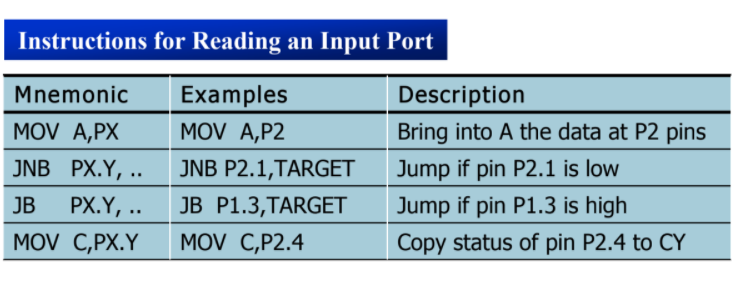 Instructions for Reading an Input Port
Mnemonic Examples Description
MOV A,PX MOV A,P2 Bring into A the data at P2 pins
JNB PX.Y, .. JNB P2.1,TARGET Jump if pin P2.1 is low
JB PX.Y, .. JB P1.3,TARGET Jump if pin P1.3 is high
MOV C,PX.Y MOV C,P2.4 Copy status of pin P2.4 to CY